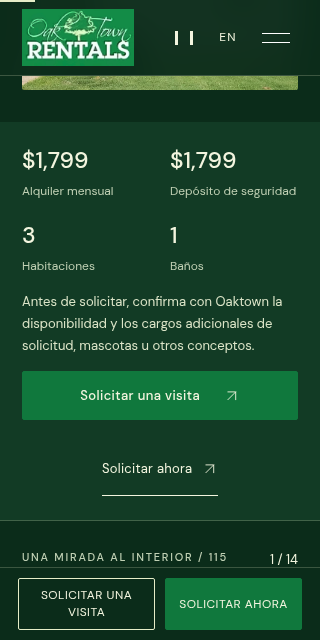 Oak Town
RENTALS
EN
$1,799
$1,799
Alquiler mensual
Depósito de seguridad
3
1
Habitaciones
Baños
Antes de solicitar, confirma con Oaktown la
disponibilidad y los cargos adicionales de
solicitud, mascotas u otros conceptos.
Solicitar una visita
Solicitar ahora
UNA MIRADA AL INTERIOR / 115
1 / 14
SOLICITAR UNA
VISITA
SOLICITAR AHORA